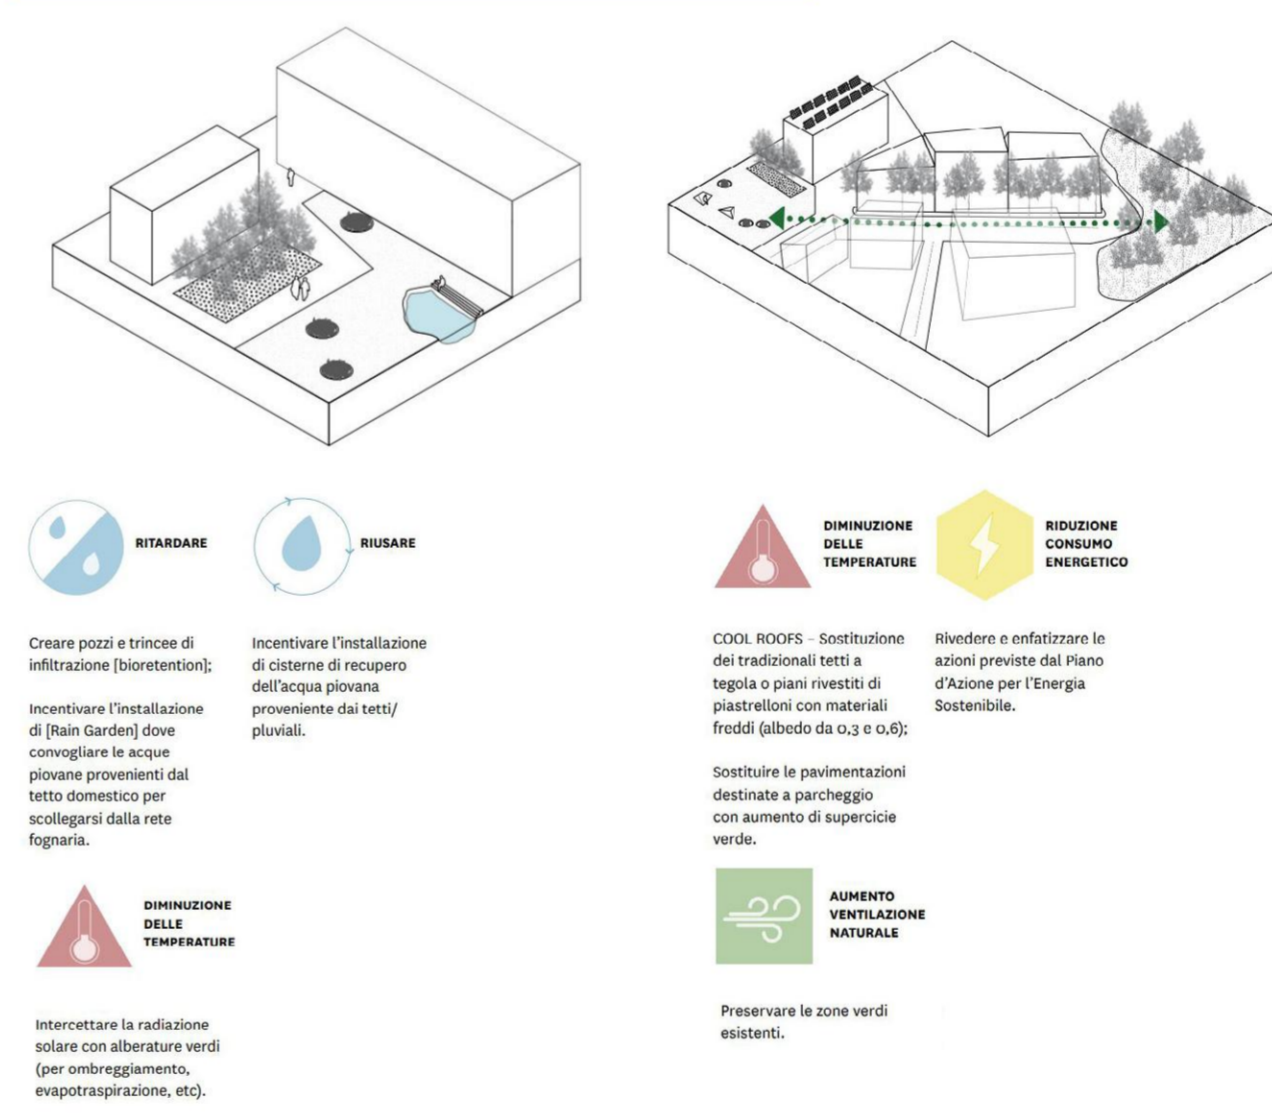 RITARDARE
Creare pozzi e trincee di
infiltrazione [bioretention];
Incentivare l'installazione
di [Rain Garden] dove
convogliare le acque
piovane provenienti dal
tetto domestico per
scollegarsi dalla rete
fognaria.
RIUSARE
Incentivare l'installazione
di cisterne di recupero
dell'acqua piovana
proveniente dai tetti/
pluviali.
DIMINUZIONE
DELLE
TEMPERATURE
Intercettare la radiazione
solare con alberature verdi
(per ombreggiamento,
evapotraspirazione, etc).
DIMINUZIONE
DELLE
TEMPERATURE
COOL ROOFS – Sostituzione
dei tradizionali tetti a
tegola o piani rivestiti di
piastrelloni con materiali
freddi (albedo da 0,3 e 0,6);
Sostituire le pavimentazioni
destinate a parcheggio
con aumento di supercicie
verde.
RIDUZIONE
CONSUMO
ENERGETICO
Rivedere e enfatizzare le
azioni previste dal Piano
d'Azione per l'Energia
Sostenibile.
AUMENTO
VENTILAZIONE
NATURALE
Preservare le zone verdi
esistenti.